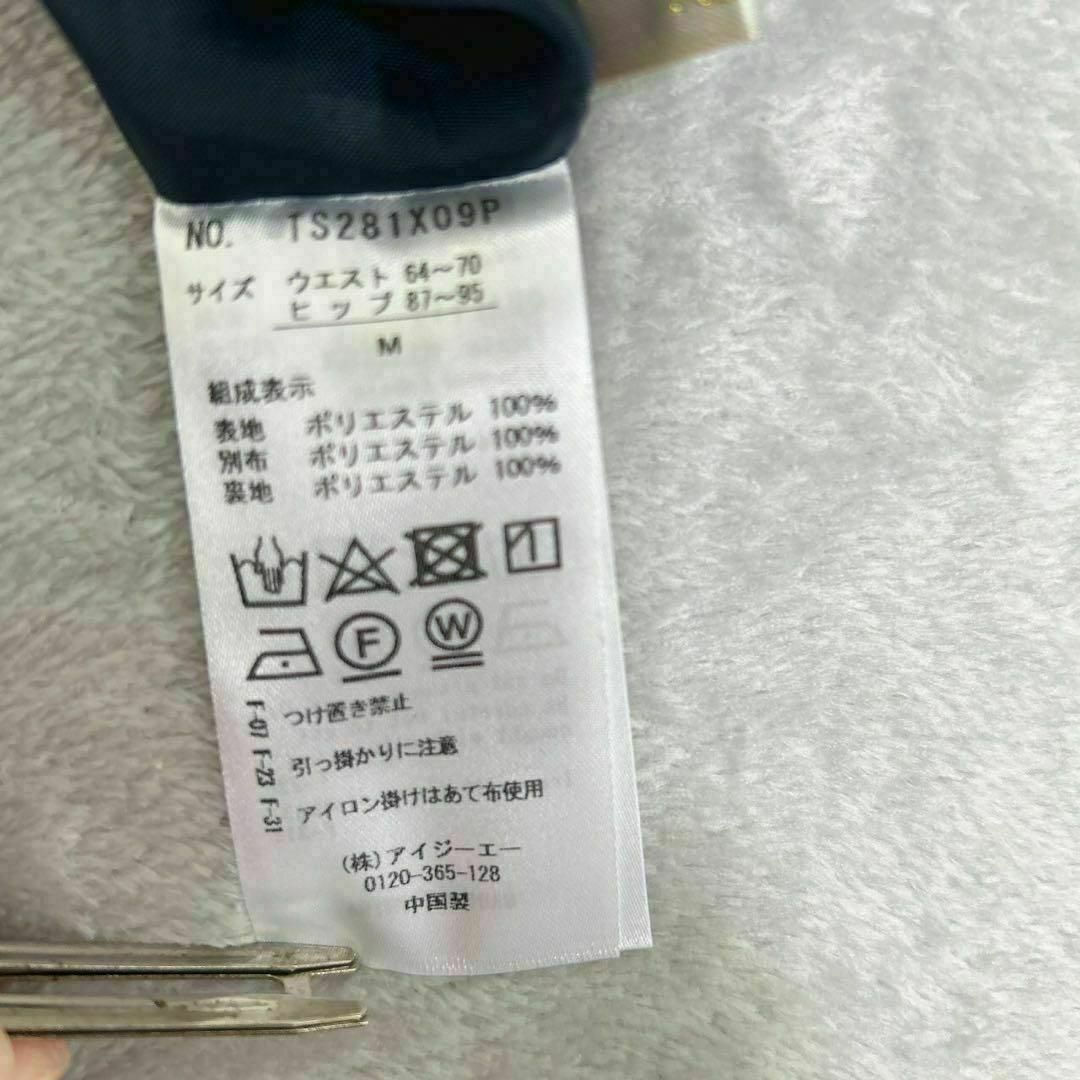 NO. TS281X09P
サイズ ウエスト 64～70
ヒップ 87～95
M
組成表示
表地 ポリエステル 100%
別布 ポリエステル 100%
裏地 ポリエステル 100%
F W
つけ置き禁止
引っ掛かりに注意
アイロン掛けはあて布使用
F-07 F-23 F-31
(株)アイジーエー
0120-365-128
中国製